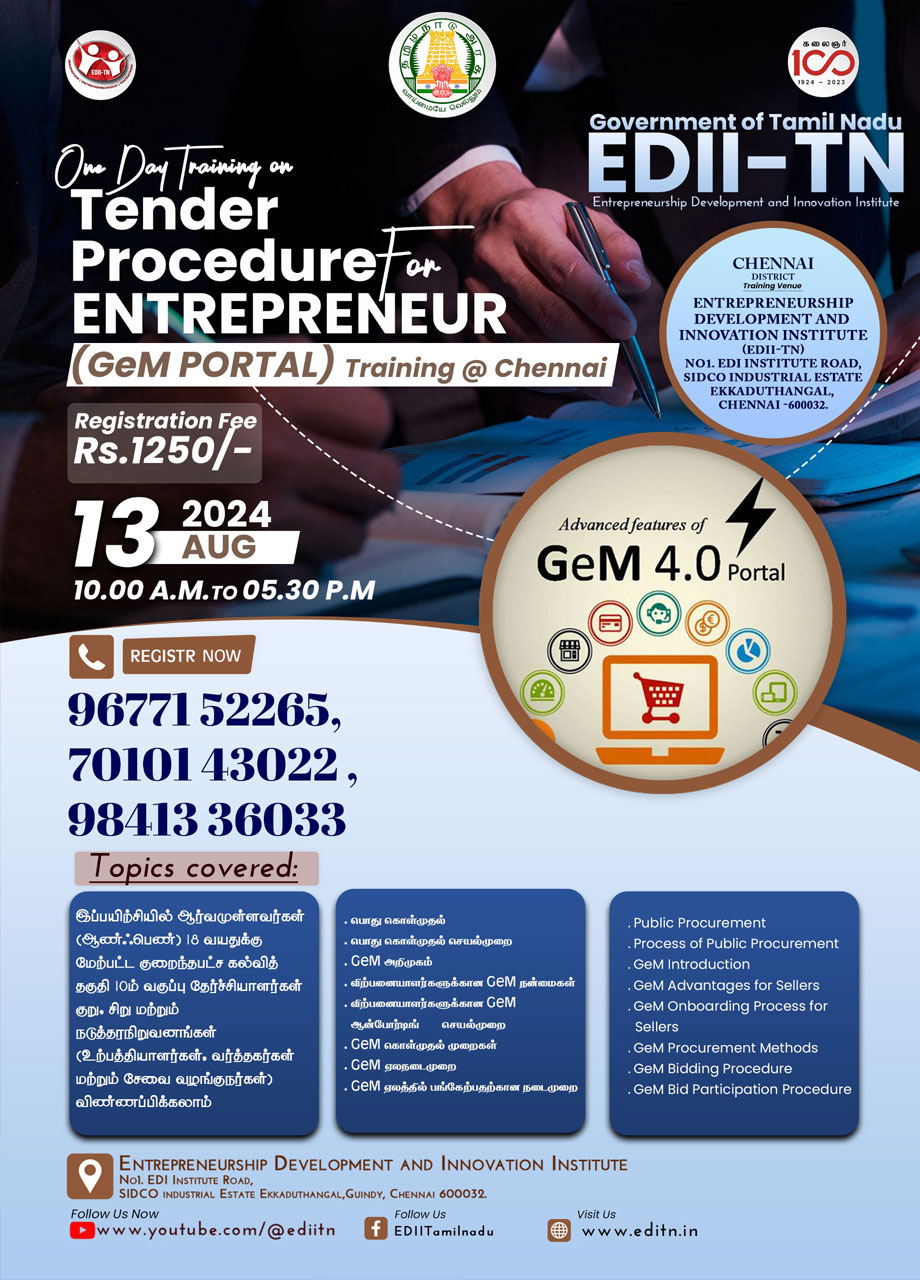 EDII-TN
தமிழ்நாடு அரசு
வாய்மையே வெல்லும்
கலைஞர்
100
1924 - 2023
Government of Tamil Nadu
EDII-TN
Entrepreneurship Development and Innovation Institute
One Day Training on
Tender
Procedure For
ENTREPRENEUR
(GeM PORTAL) Training @ Chennai
CHENNAI
DISTRICT
Training Venue
ENTREPRENEURSHIP
DEVELOPMENT AND
INNOVATION INSTITUTE
(EDII-TN)
NO1. EDI INSTITUTE ROAD,
SIDCO INDUSTRIAL ESTATE
EKKADUTHANGAL,
CHENNAI -600032.
Registration Fee
Rs.1250/-
13 2024
AUG
10.00 A.M. TO 05.30 P.M
Advanced features of
GeM 4.0 Portal
REGISTR NOW
96771 52265,
70101 43022 ,
98413 36033
Topics covered:
இப்பயிற்சியில் ஆர்வமுள்ளவர்கள்
(ஆண்ஃபெண்) 18 வயதுக்கு
மேற்பட்ட குறைந்தபட்ச கல்வித்
தகுதி 10ம் வகுப்பு தேர்ச்சியாளர்கள்
குறு, சிறு மற்றும்
நடுத்தரநிறுவனங்கள்
(உற்பத்தியாளர்கள், வர்த்தகர்கள்
மற்றும் சேவை வழங்குநர்கள்)
விண்ணப்பிக்கலாம்
. பொது கொள்முதல்
. பொது கொள்முதல் செயல்முறை
. GeM அறிமுகம்
. விற்பனையாளர்களுக்கான GeM நன்மைகள்
. விற்பனையாளர்களுக்கான GeM
ஆன்போர்டிங் செயல்முறை
. GeM கொள்முதல் முறைகள்
. GeM ஏலநடைமுறை
. GeM ஏலத்தில் பங்கேற்பதற்கான நடைமுறை
. Public Procurement
. Process of Public Procurement
. GeM Introduction
. GeM Advantages for Sellers
. GeM Onboarding Process for
Sellers
. GeM Procurement Methods
. GeM Bidding Procedure
. GeM Bid Participation Procedure
ENTREPRENEURSHIP DEVELOPMENT AND INNOVATION INSTITUTE
NO1. EDI INSTITUTE ROAD,
SIDCO INDUSTRIAL ESTATE EKKADUTHANGAL,GUINDY, CHENNAI 600032.
Follow Us Now
www.youtube.com/@ediitn
Follow Us
EDIITamilnadu
Visit Us
www.editn.in